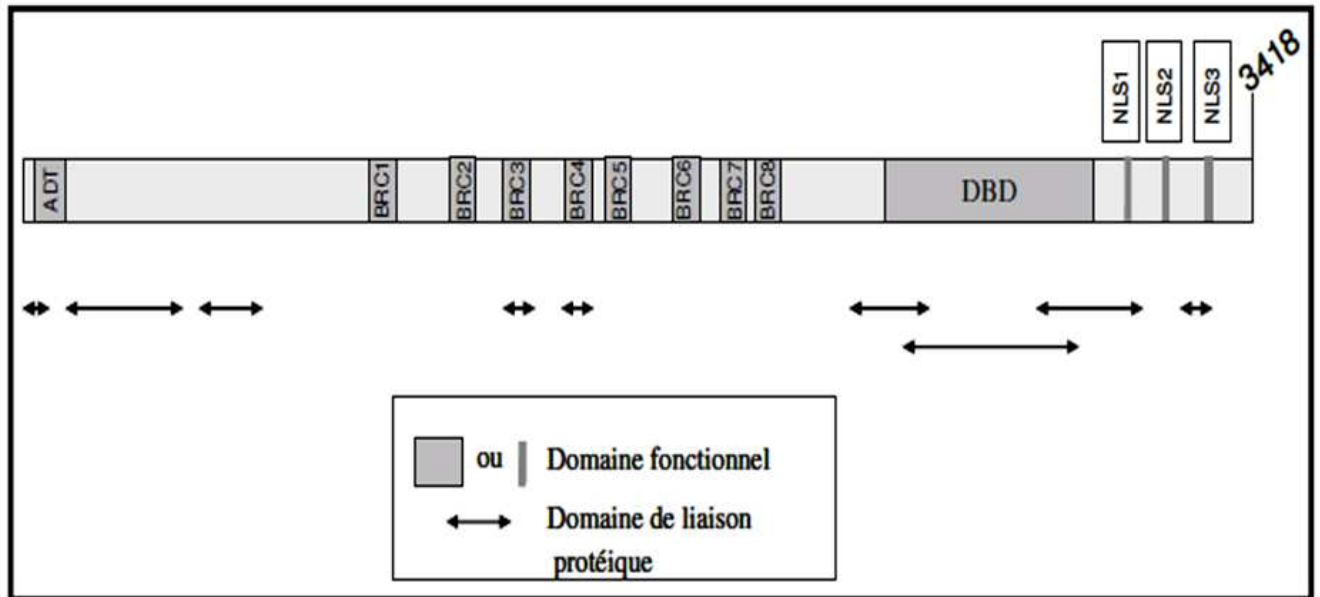 NLS1
NLS2
NLS3
3418
ADT
BRC1
BRC2
BRC3
BRC4
BRC5
BRC6
BRC7
BRC8
DBD
ou
Domaine fonctionnel
Domaine de liaison
protéique